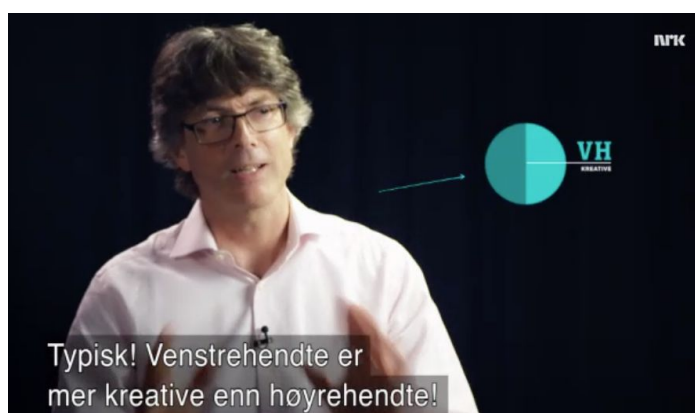 NRK
VH
KREATIVE
Typisk! Venstrehendte er
mer kreative enn høyrehendte!